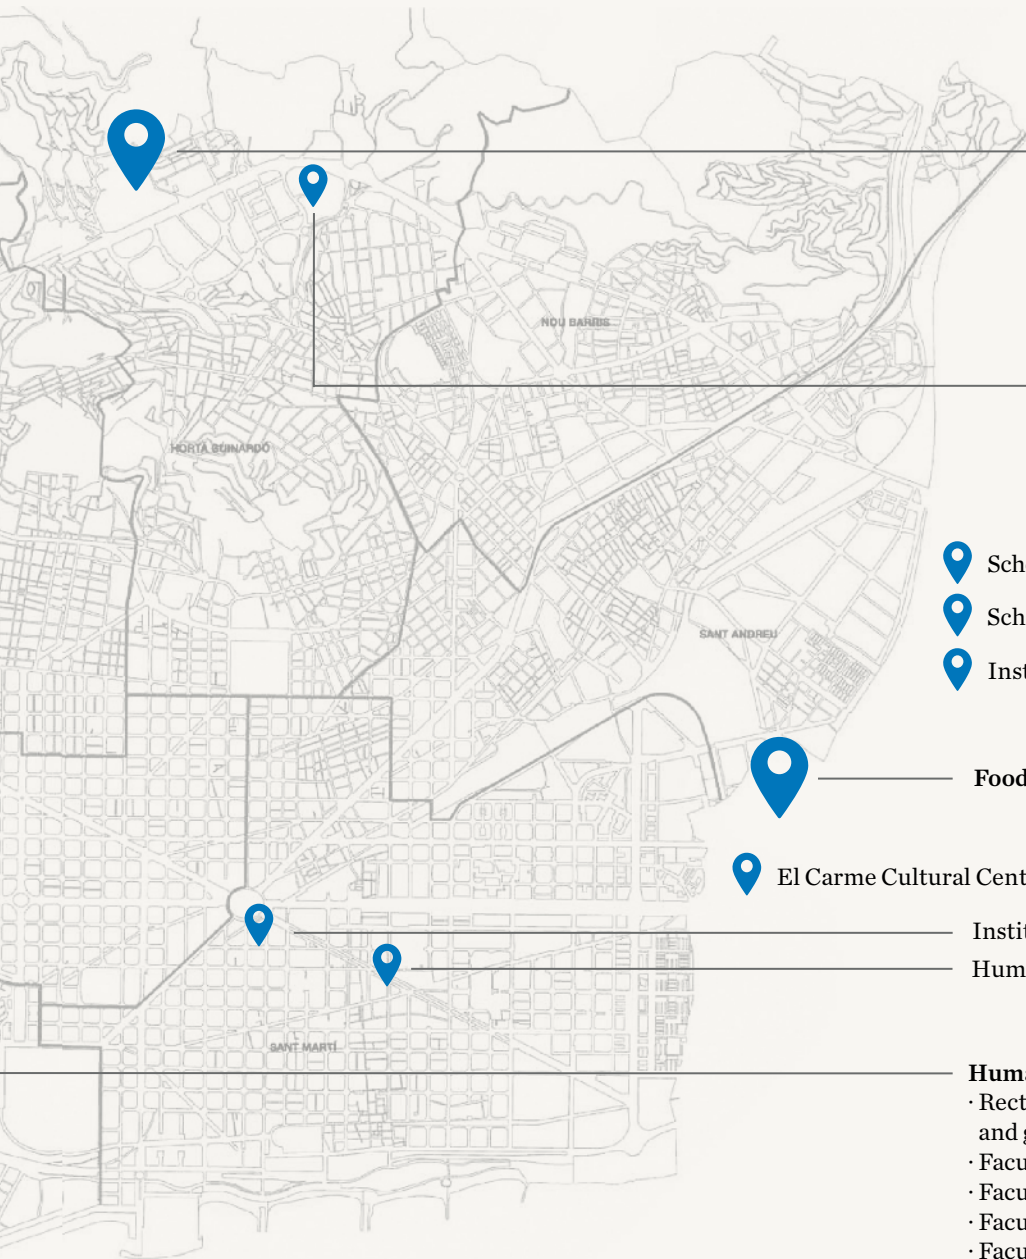 NOU BARRIS
HORTA GUINARDÓ
Sch
Sch
SANT ANDREU
Inst
Food
El Carme Cultural Cent
Instit
Hum
SANT MARTÍ
Huma
· Rect
and g
· Facu
· Facu
· Facu
· Facu